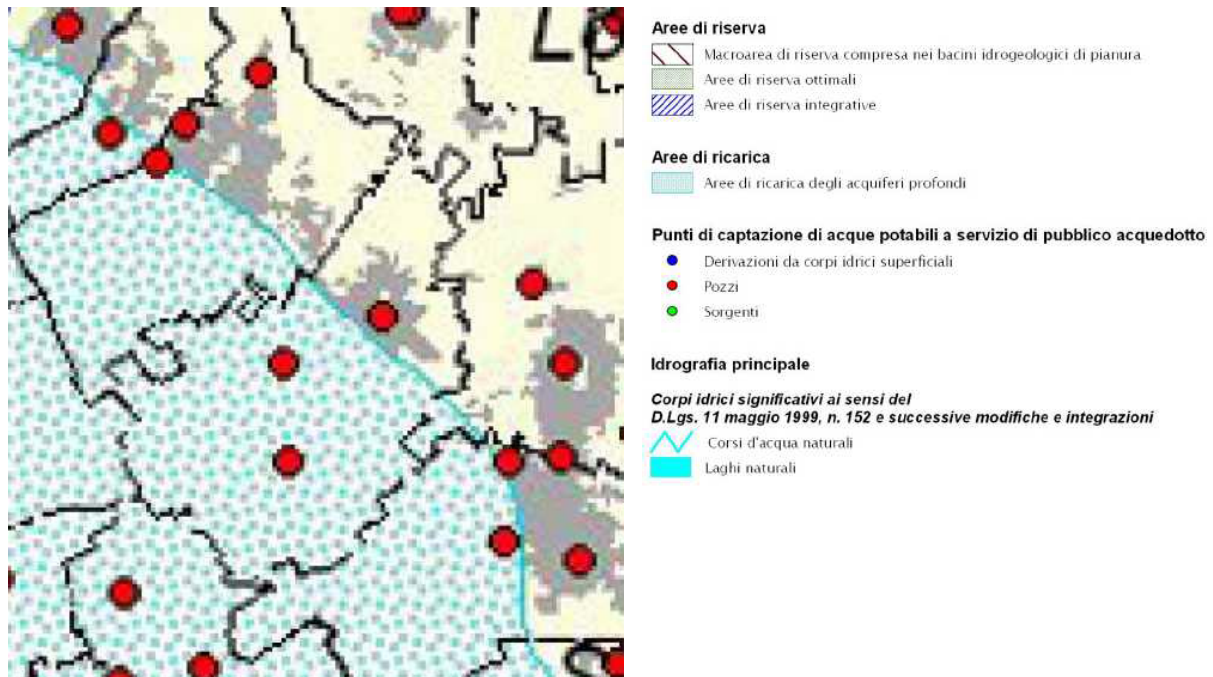 Aree di riserva
Macroarea di riserva compresa nei bacini idrogeologici di pianura
Aree di riserva ottimali
Aree di riserva integrative
Aree di ricarica
Aree di ricarica degli acquiferi profondi
Punti di captazione di acque potabili a servizio di pubblico acquedotto
Derivazioni da corpi idrici superficiali
Pozzi
Sorgenti
Idrografia principale
Corpi idrici significativi ai sensi del
D.Lgs. 11 maggio 1999, n. 152 e successive modifiche e integrazioni
Corsi d'acqua naturali
Laghi naturali